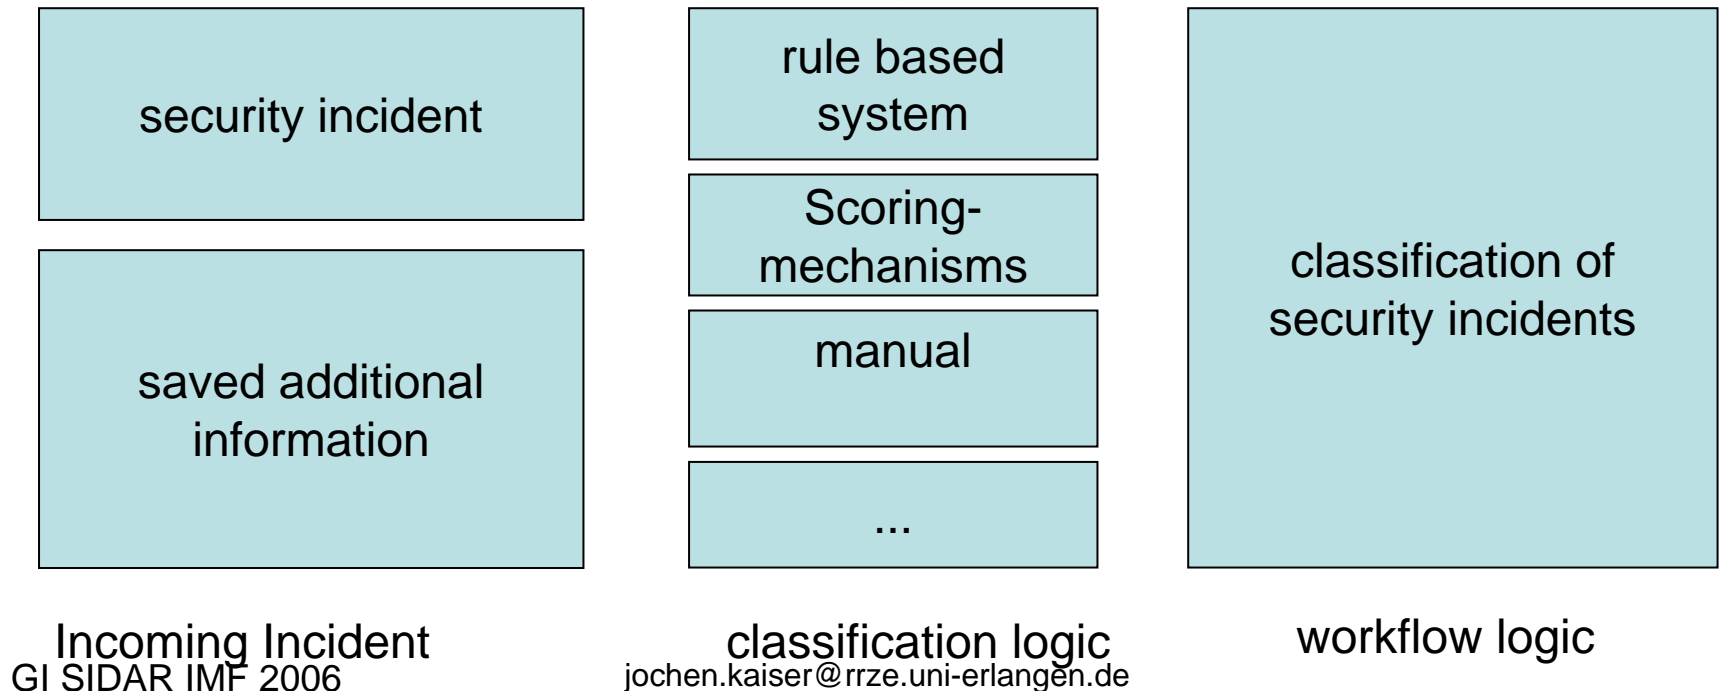 security incident
saved additional
information
Incoming Incident
rule based
system
Scoring-
mechanisms
manual
...
classification logic
classification of
security incidents
workflow logic
GI SIDAR IMF 2006
jochen.kaiser@rrze.uni-erlangen.de